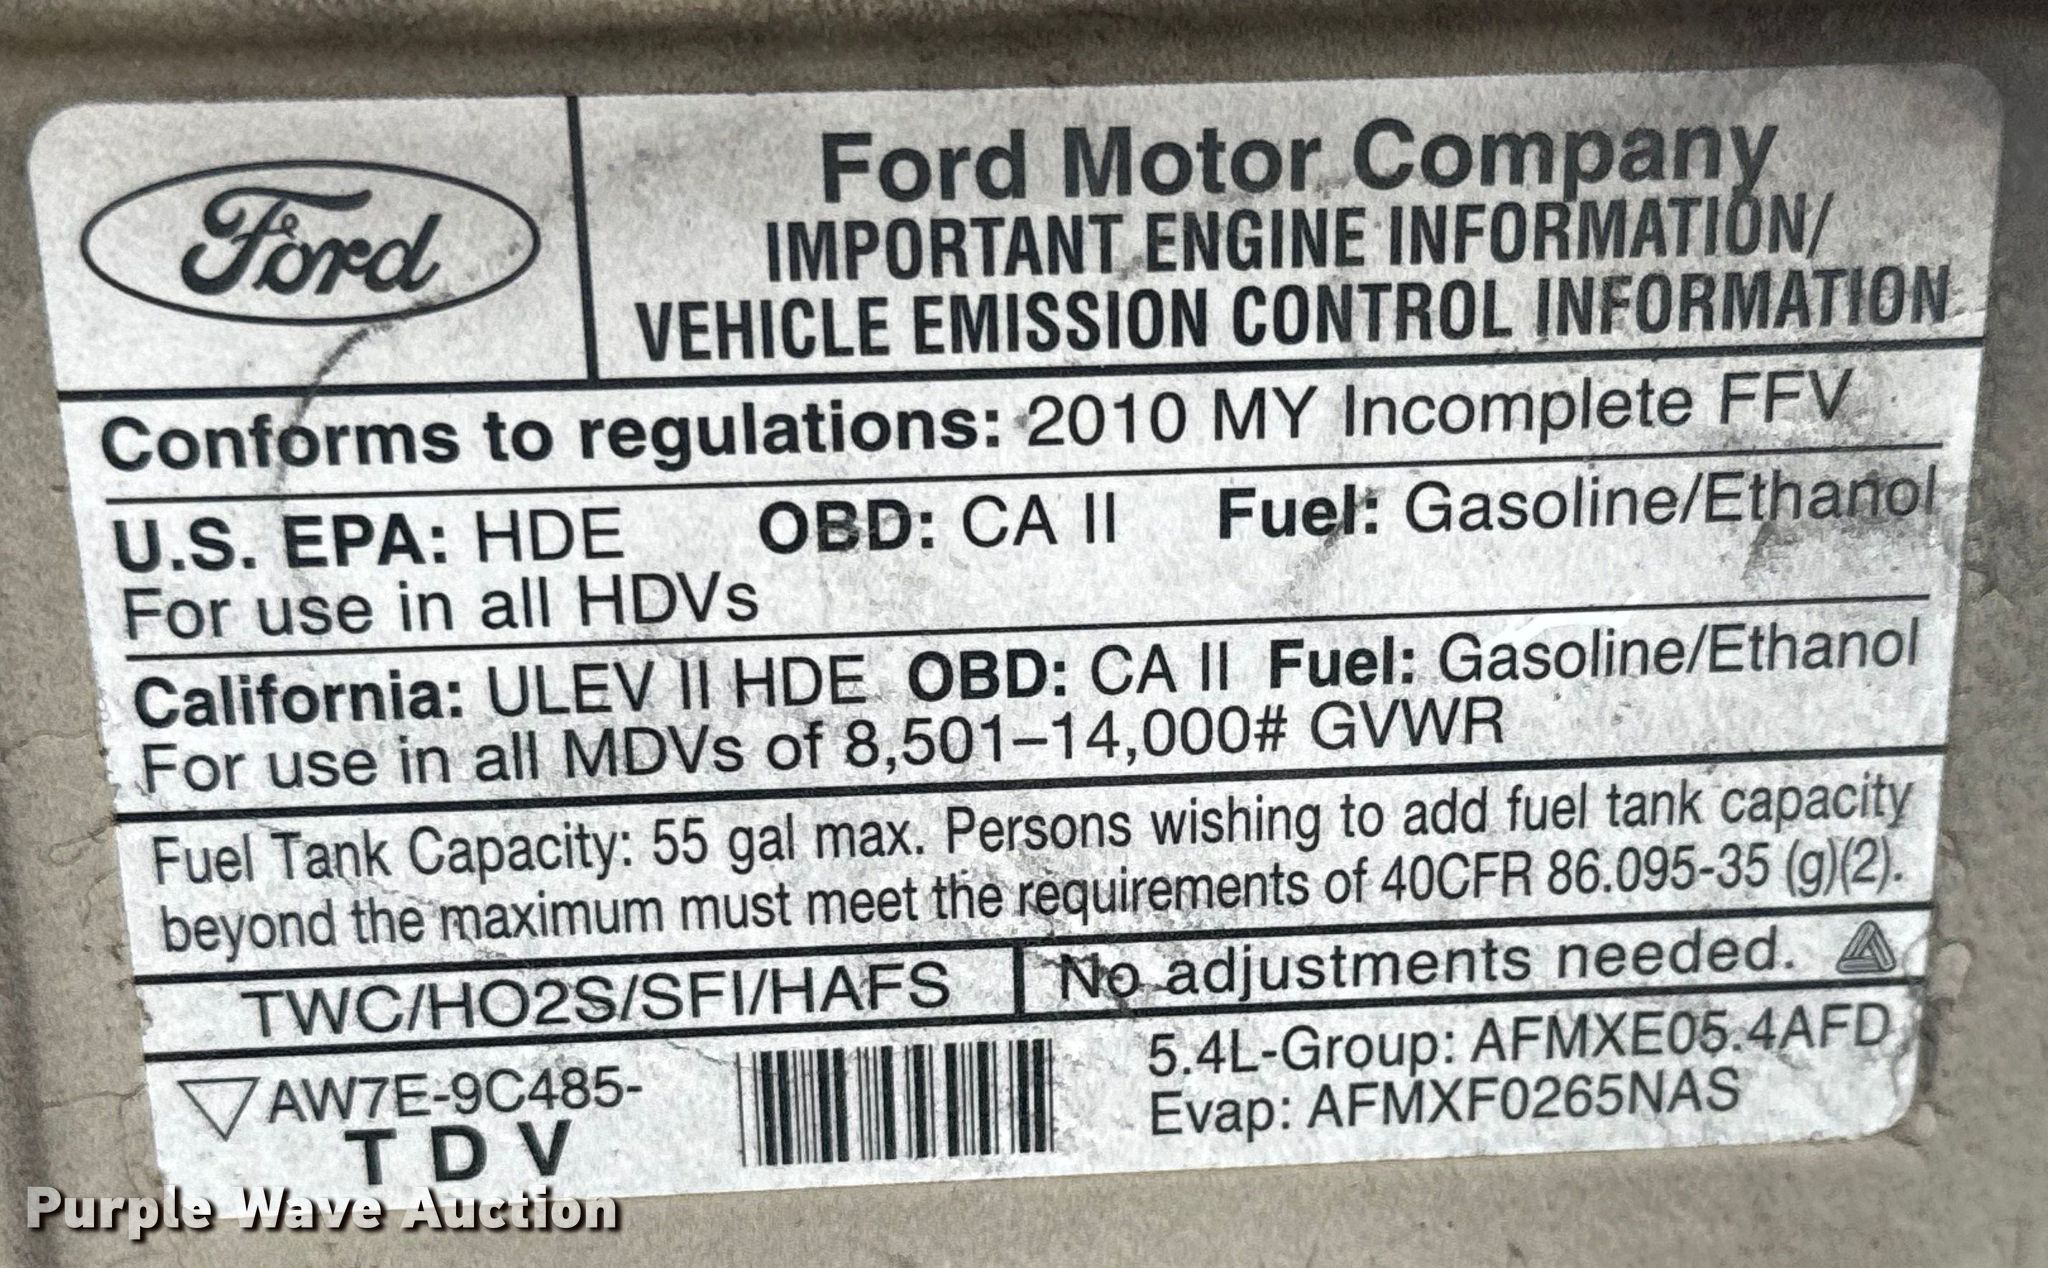 Ford
Ford Motor Company
IMPORTANT ENGINE INFORMATION/
VEHICLE EMISSION CONTROL INFORMATION
Conforms to regulations: 2010 MY Incomplete FFV
U.S. EPA: HDE OBD: CA II Fuel: Gasoline/Ethanol
For use in all HDVs
California: ULEV II HDE OBD: CA II Fuel: Gasoline/Ethanol
For use in all MDVs of 8,501–14,000# GVWR
Fuel Tank Capacity: 55 gal max. Persons wishing to add fuel tank capacity
beyond the maximum must meet the requirements of 40CFR 86.095-35 (g)(2).
TWC/HO2S/SFI/HAFS
No adjustments needed.
AW7E-9C485-
T D V
5.4L-Group: AFMXE05.4AFD
Evap: AFMXF0265NAS
Purple Wave Auction